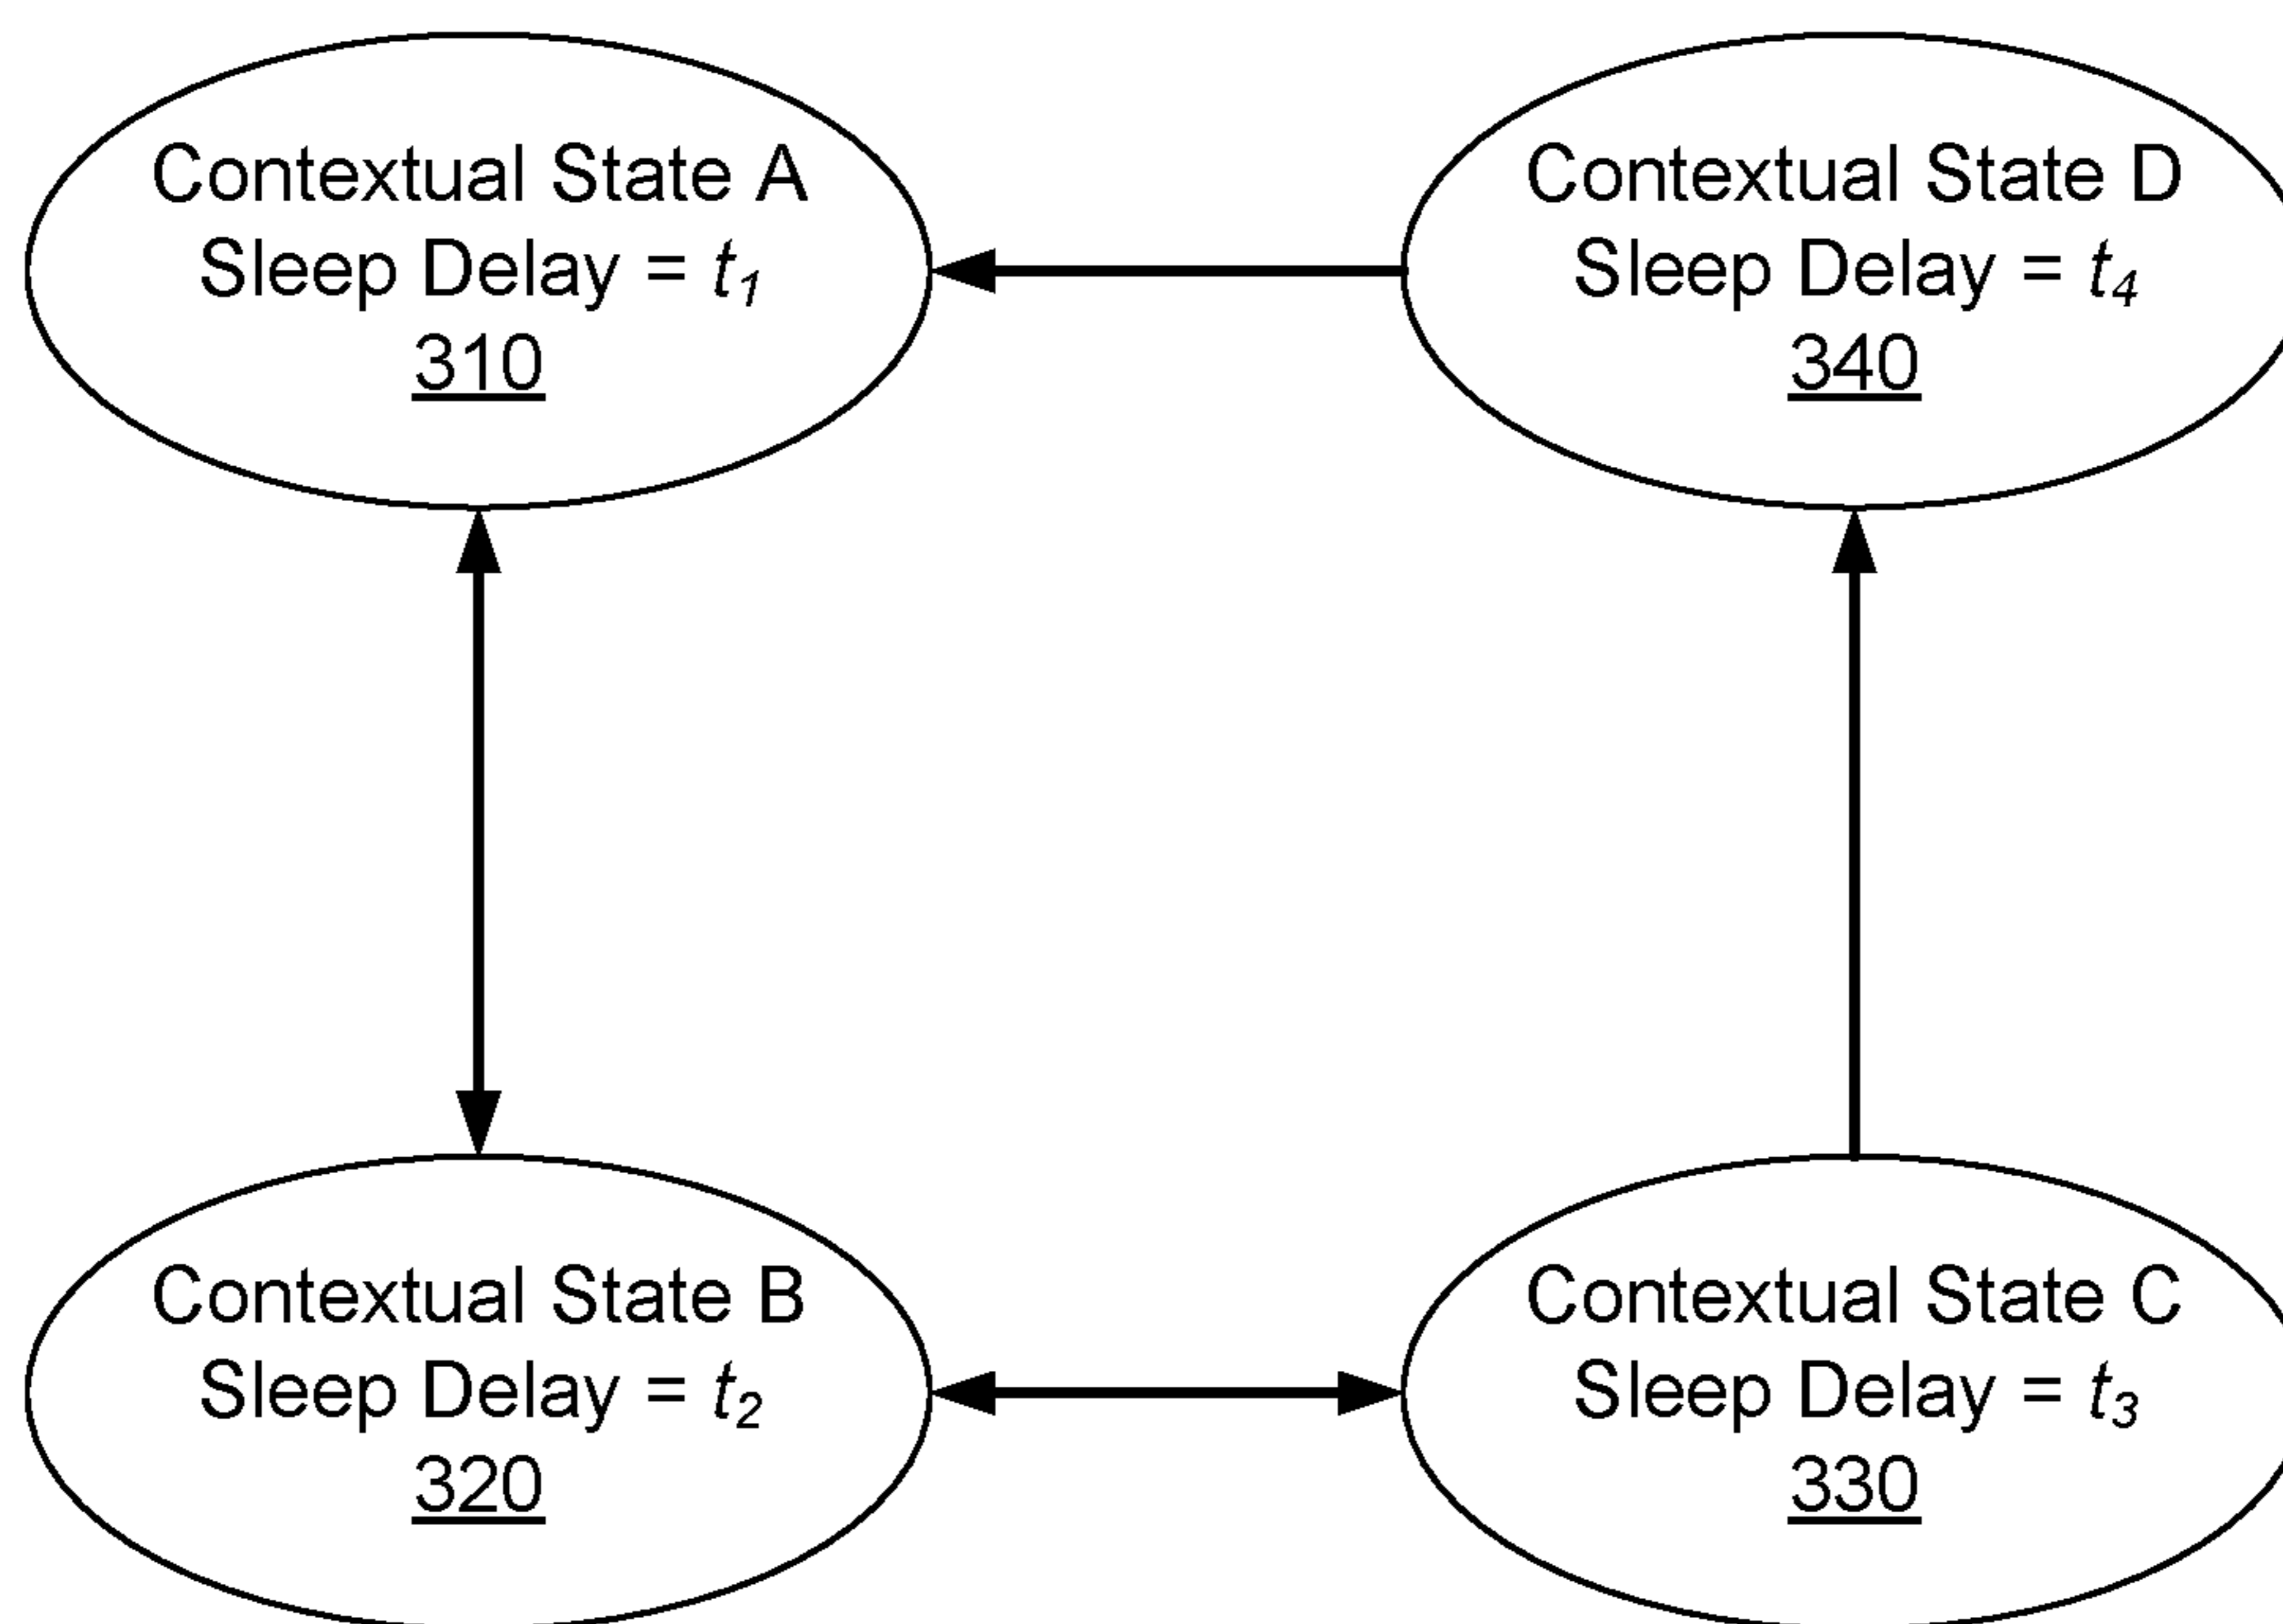 Contextual State A
Sleep Delay = t₁
310
Contextual State D
Sleep Delay = t₄
340
Contextual State B
Sleep Delay = t₂
320
Contextual State C
Sleep Delay = t₃
330